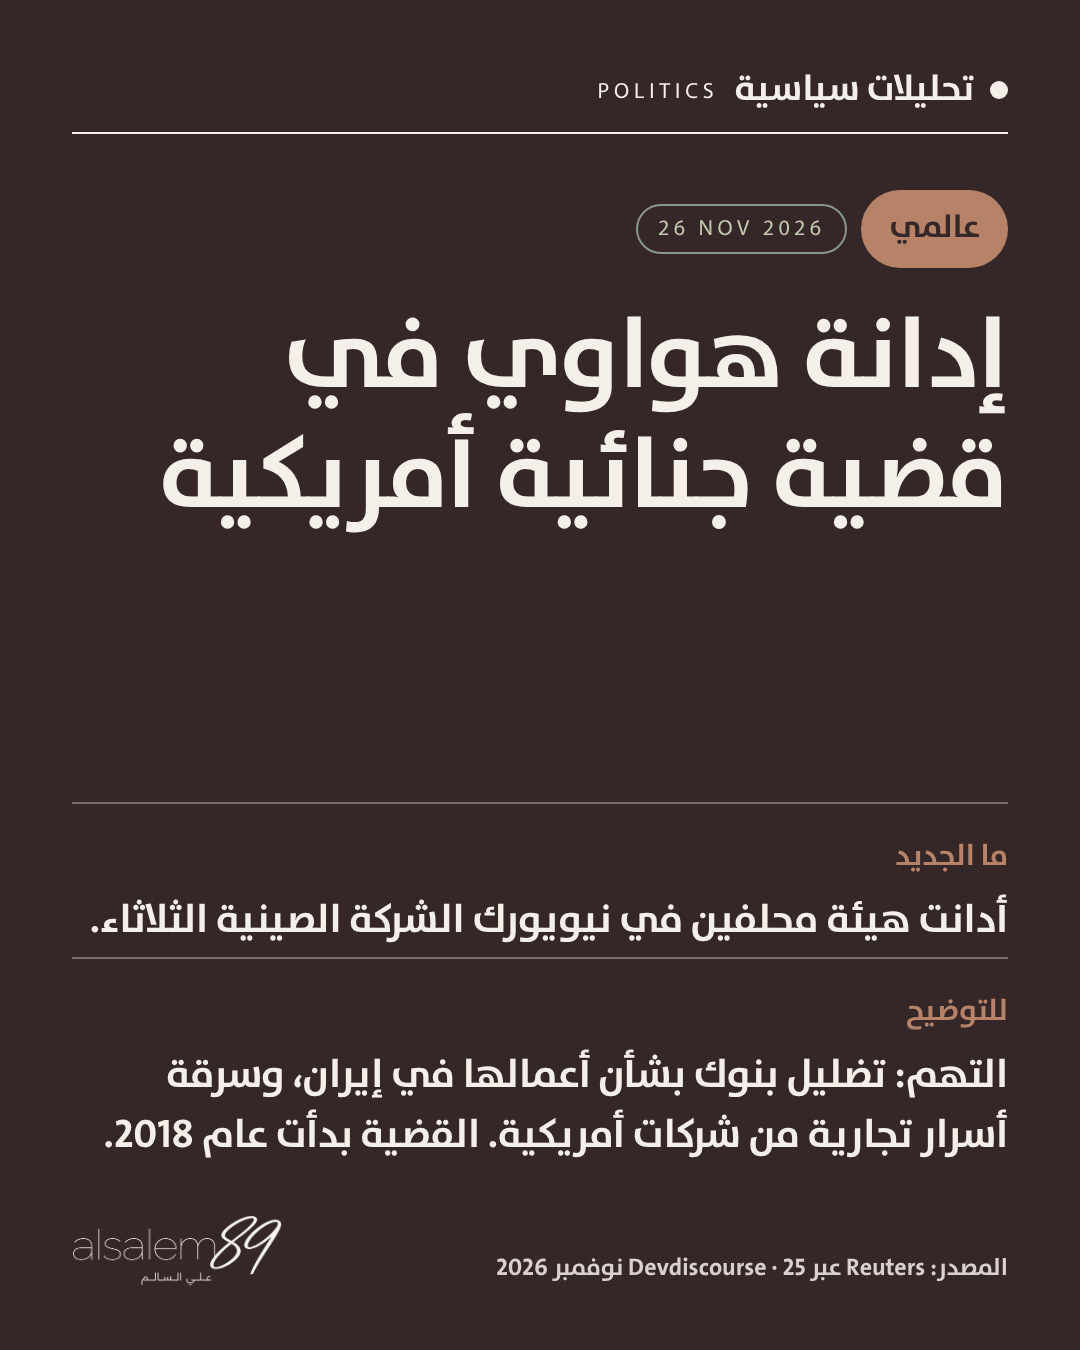 تحليلات سياسية POLITICS
عالمي 26 NOV 2026
إدانة هواوي في
قضية جنائية أمريكية
ما الجديد
أدانت هيئة محلفين في نيويورك الشركة الصينية الثلاثاء.
للتوضيح
التهم: تضليل بنوك بشأن أعمالها في إيران، وسرقة
أسرار تجارية من شركات أمريكية. القضية بدأت عام 2018.
المصدر: Reuters عبر Devdiscourse · 25 نوفمبر 2026
alsalem89
علي السالم